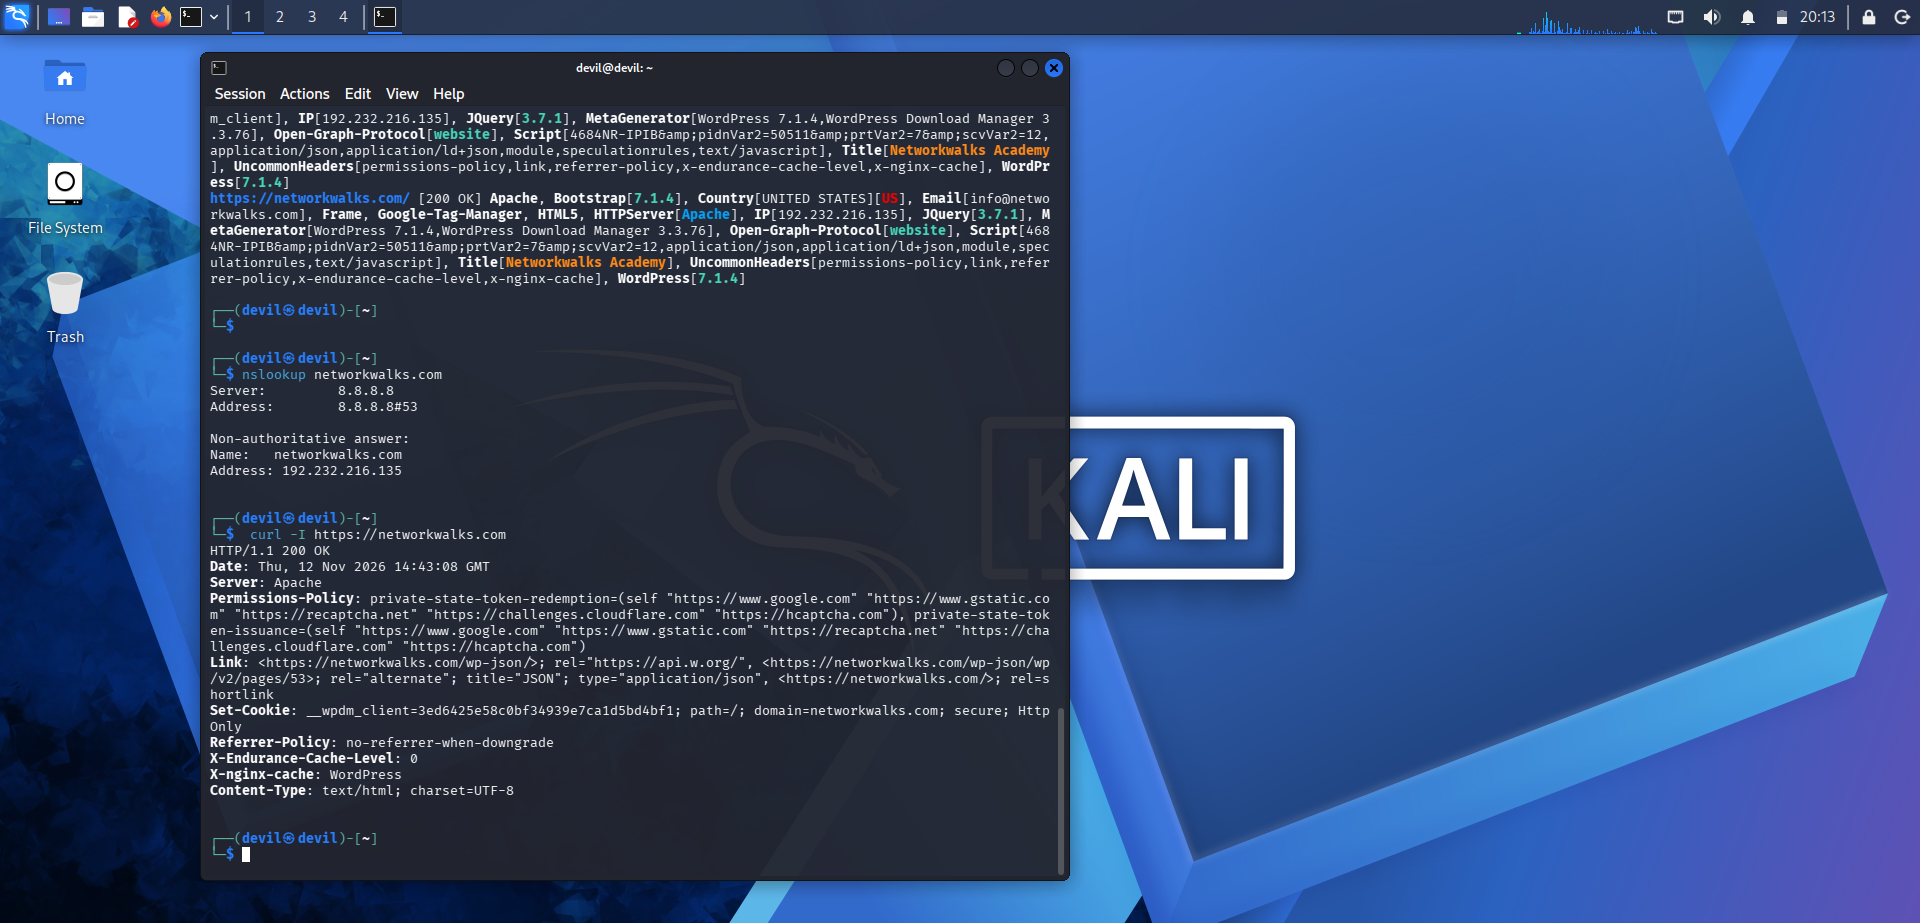 1 2 3 4
20:13
Home
File System
Trash
devil@devil: ~
Session Actions Edit View Help
m_client], IP[192.232.216.135], JQuery[3.7.1], MetaGenerator[WordPress 7.1.4,WordPress Download Manager 3
.3.76], Open-Graph-Protocol[website], Script[4684NR-IPIB&amp;pidnVar2=50511&amp;prtVar2=7&amp;scvVar2=12,
application/json,application/ld+json,module,speculationrules,text/javascript], Title[Networkwalks Academy
], UncommonHeaders[permissions-policy,link,referrer-policy,x-endurance-cache-level,x-nginx-cache], WordPr
ess[7.1.4]
https://networkwalks.com/ [200 OK] Apache, Bootstrap[7.1.4], Country[UNITED STATES][US], Email[info@netwo
rkwalks.com], Frame, Google-Tag-Manager, HTML5, HTTPServer[Apache], IP[192.232.216.135], JQuery[3.7.1], M
etaGenerator[WordPress 7.1.4,WordPress Download Manager 3.3.76], Open-Graph-Protocol[website], Script[468
4NR-IPIB&amp;pidnVar2=50511&amp;prtVar2=7&amp;scvVar2=12,application/json,application/ld+json,module,spec
ulationrules,text/javascript], Title[Networkwalks Academy], UncommonHeaders[permissions-policy,link,refer
rer-policy,x-endurance-cache-level,x-nginx-cache], WordPress[7.1.4]
┌──(devil㉿devil)-[~]
└─$
┌──(devil㉿devil)-[~]
└─$ nslookup networkwalks.com
Server:         8.8.8.8
Address:        8.8.8.8#53
Non-authoritative answer:
Name:   networkwalks.com
Address: 192.232.216.135
┌──(devil㉿devil)-[~]
└─$  curl -I https://networkwalks.com
HTTP/1.1 200 OK
Date: Thu, 12 Nov 2026 14:43:08 GMT
Server: Apache
Permissions-Policy: private-state-token-redemption=(self "https://www.google.com" "https://www.gstatic.co
m" "https://recaptcha.net" "https://challenges.cloudflare.com" "https://hcaptcha.com"), private-state-tok
en-issuance=(self "https://www.google.com" "https://www.gstatic.com" "https://recaptcha.net" "https://cha
llenges.cloudflare.com" "https://hcaptcha.com")
Link: <https://networkwalks.com/wp-json/>; rel="https://api.w.org/", <https://networkwalks.com/wp-json/wp
/v2/pages/53>; rel="alternate"; title="JSON"; type="application/json", <https://networkwalks.com/>; rel=s
hortlink
Set-Cookie: __wpdm_client=3ed6425e58c0bf34939e7ca1d5bd4bf1; path=/; domain=networkwalks.com; secure; Http
Only
Referrer-Policy: no-referrer-when-downgrade
X-Endurance-Cache-Level: 0
X-nginx-cache: WordPress
Content-Type: text/html; charset=UTF-8
┌──(devil㉿devil)-[~]
└─$
KALI